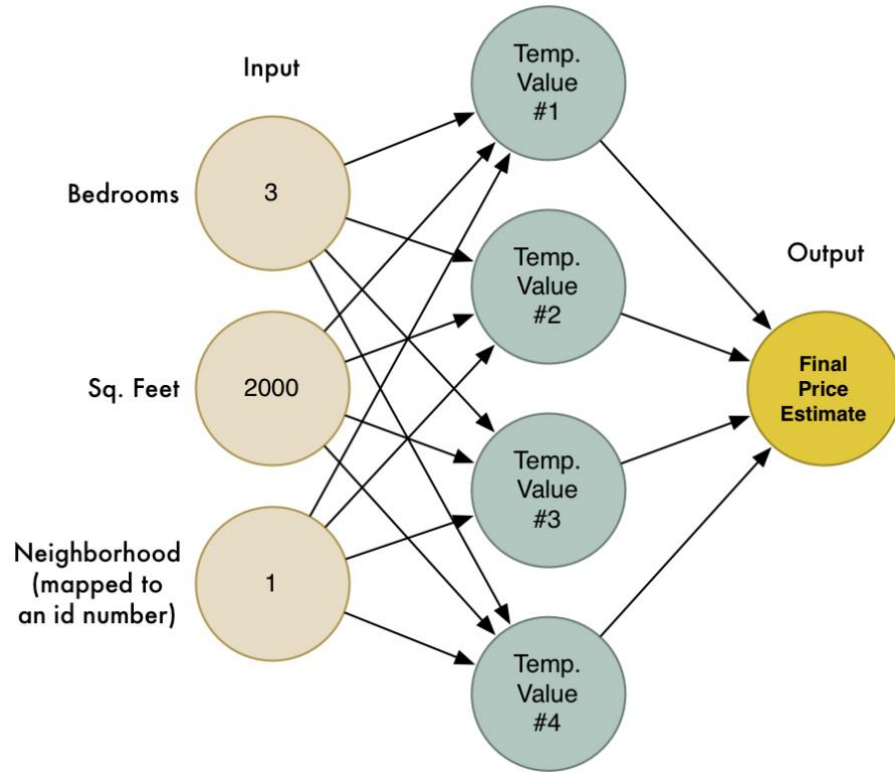 Input
Bedrooms
3
Sq. Feet
2000
Neighborhood
(mapped to
an id number)
1
Temp.
Value
#1
Temp.
Value
#2
Temp.
Value
#3
Temp.
Value
#4
Output
Final
Price
Estimate